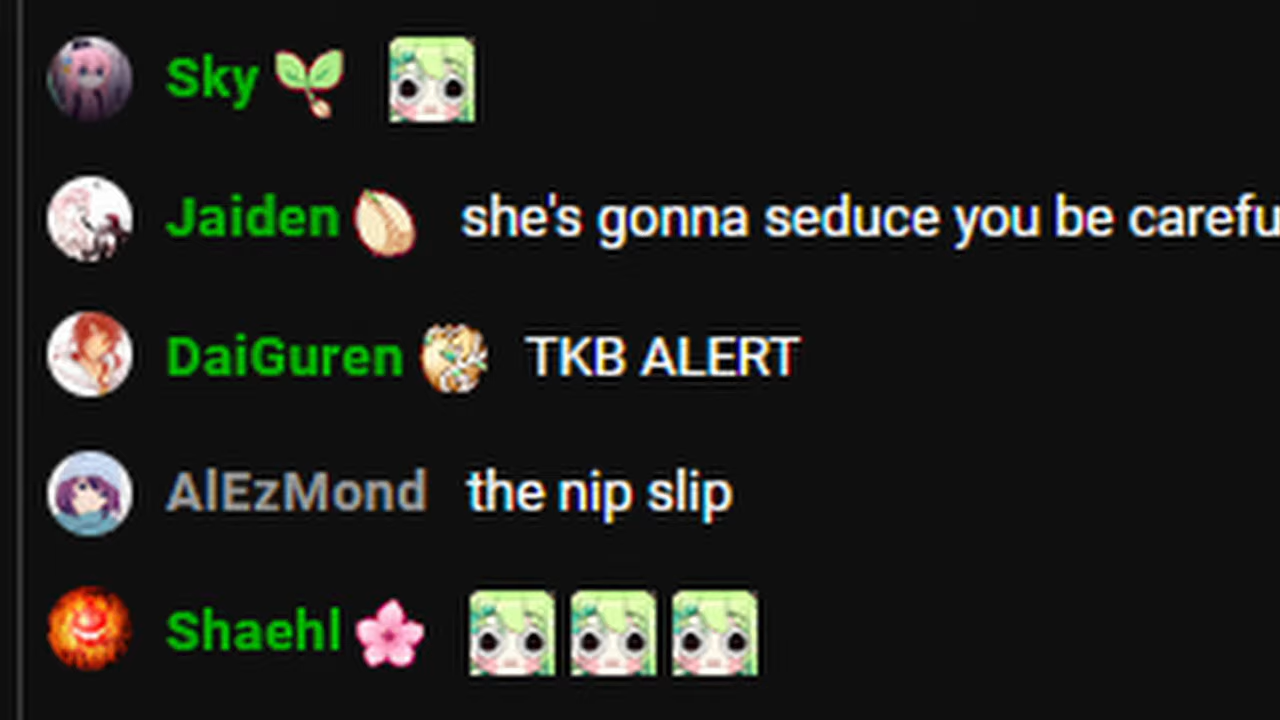 Sky
Jaiden she's gonna seduce you be carefu
DaiGuren TKB ALERT
AlEzMond the nip slip
Shaehl